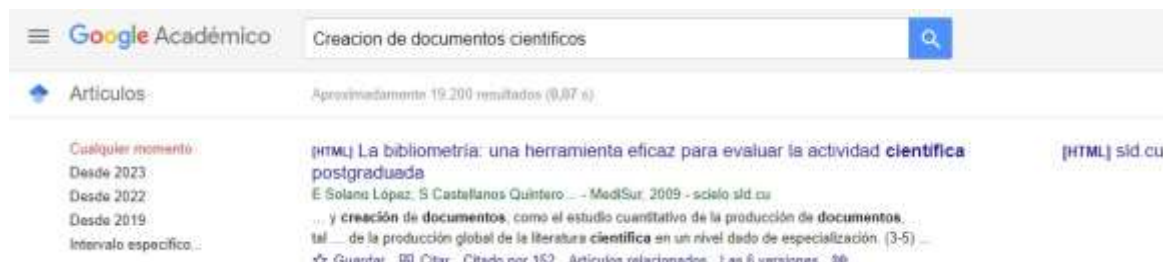 Google Académico
Creacion de documentos cientificos
Artículos
Aproximadamente 19.200 resultados (0,07 s)
Cualquier momento
Desde 2023
Desde 2022
Desde 2019
Intervalo específico...
[HTML] La bibliometría: una herramienta eficaz para evaluar la actividad científica
postgraduada
E Solano López, S Castellanos Quintero... - MediSur, 2009 - scielo.sld.cu
... y creación de documentos, como el estudio cuantitativo de la producción de documentos,
tal ... de la producción global de la literatura científica en un nivel dado de especialización. (3-5) ...
Guardar Citar Citado por 152 Artículos relacionados Las 6 versiones
[HTML] sld.cu